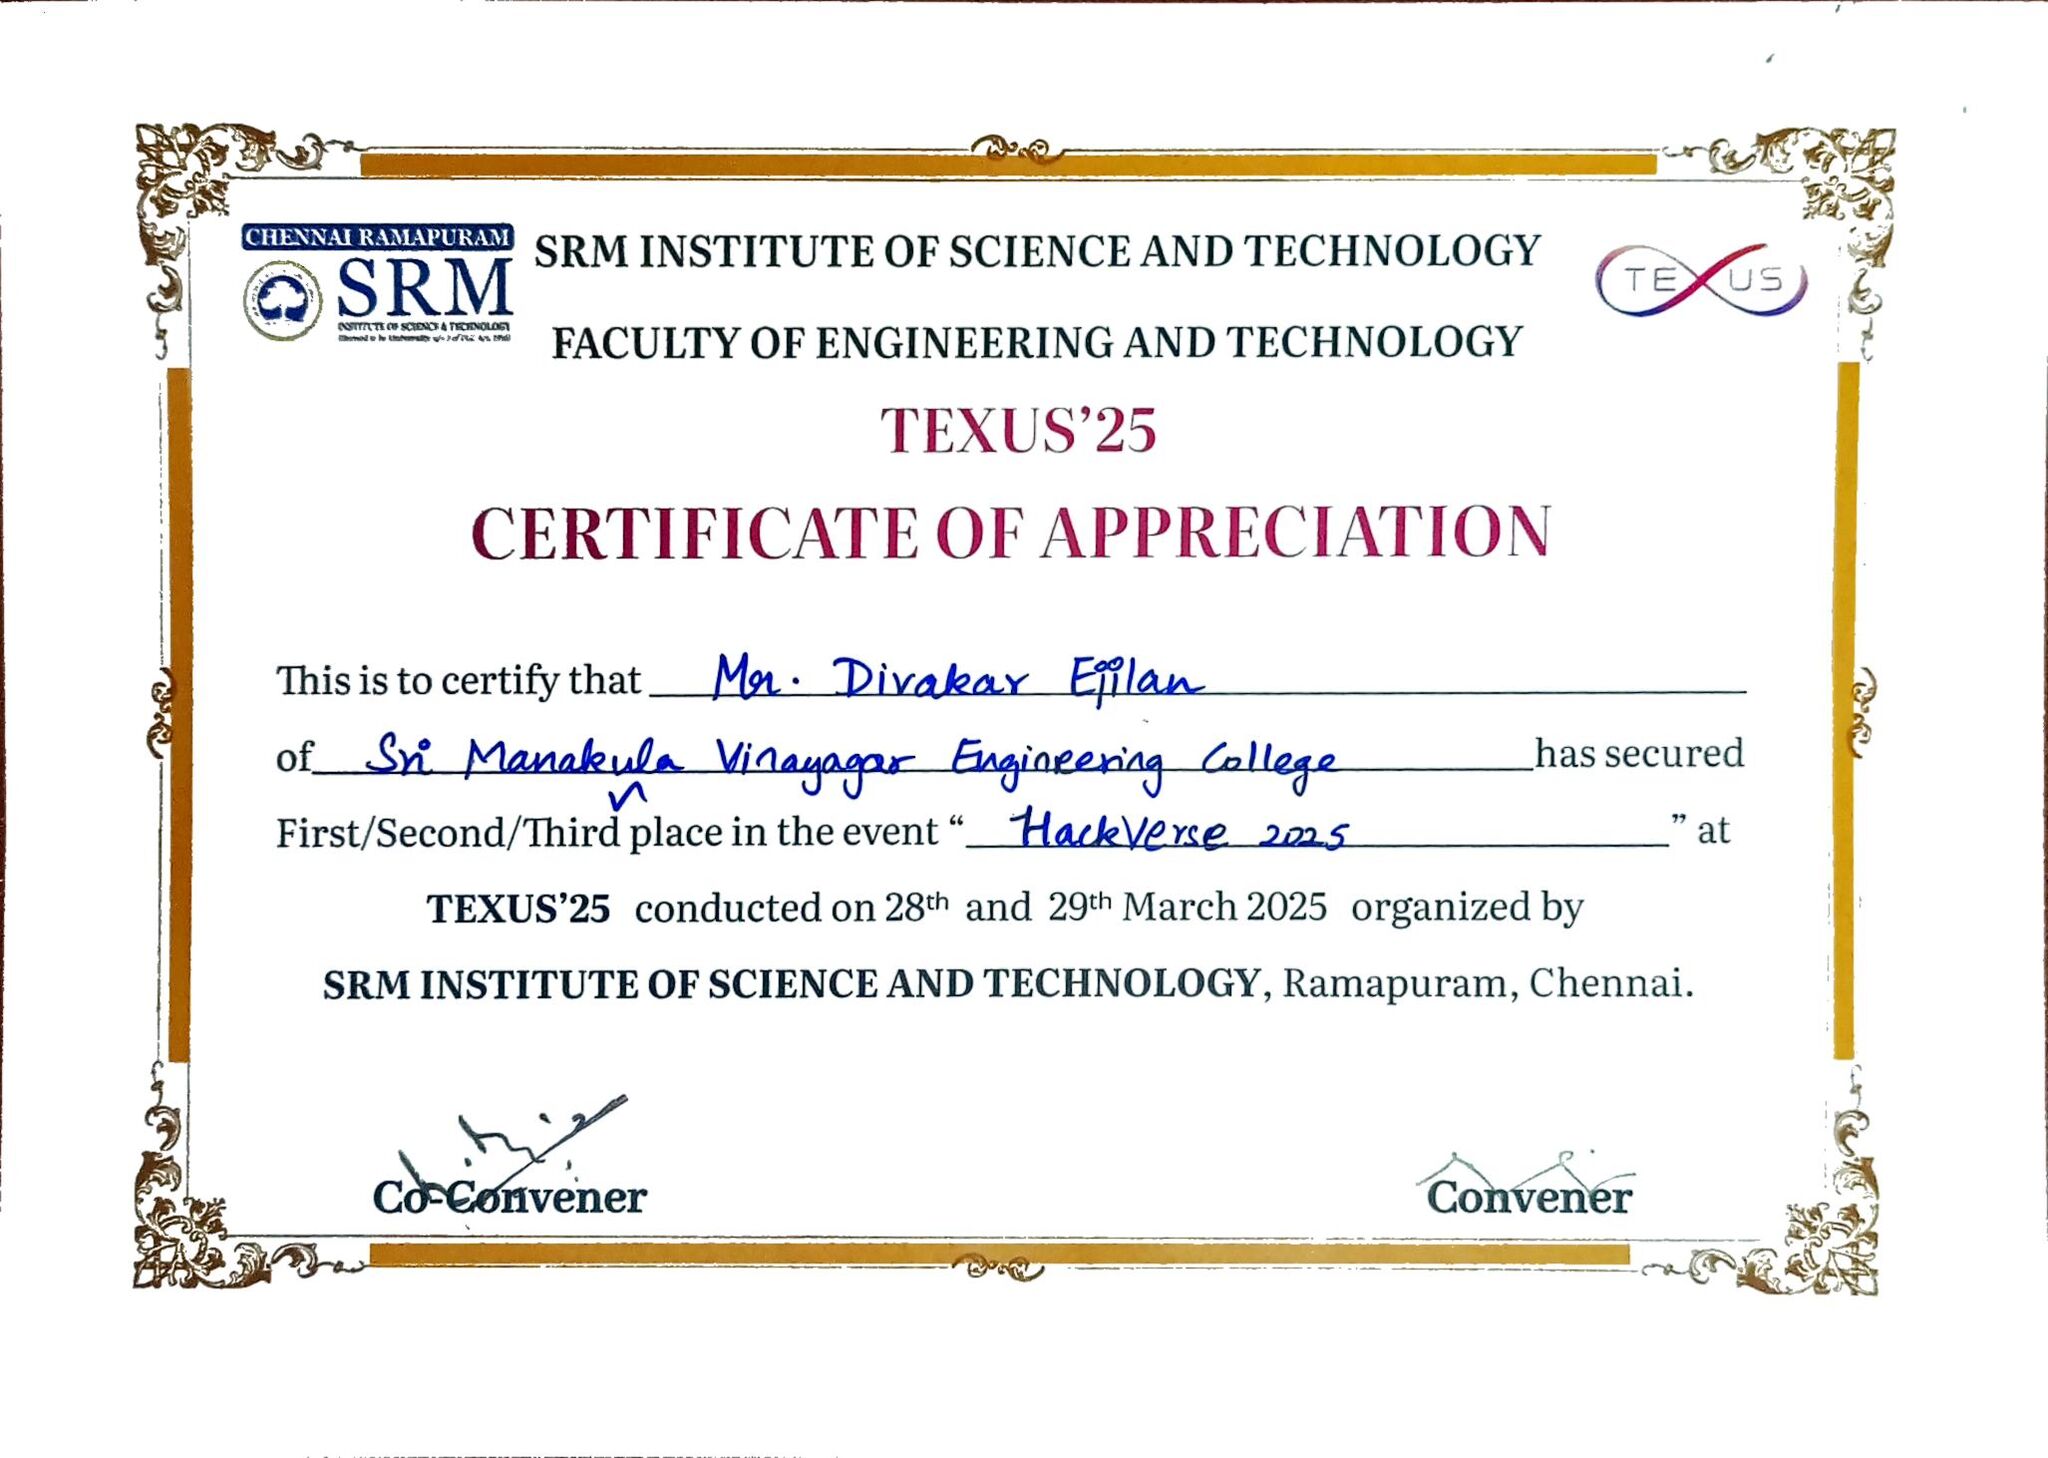 CHENNAI RAMAPURAM
SRM
INSTITUTE OF SCIENCE & TECHNOLOGY
SRM INSTITUTE OF SCIENCE AND TECHNOLOGY
TEXUS
FACULTY OF ENGINEERING AND TECHNOLOGY
TEXUS’25
CERTIFICATE OF APPRECIATION
This is to certify that Mr. Divakar Ejilan
of Sri Manakula Vinayagar Engineering College has secured
First/Second/Third place in the event “ HackVerse 2025 ” at
TEXUS’25 conducted on 28th and 29th March 2025 organized by
SRM INSTITUTE OF SCIENCE AND TECHNOLOGY, Ramapuram, Chennai.
Co-Convener
Convener